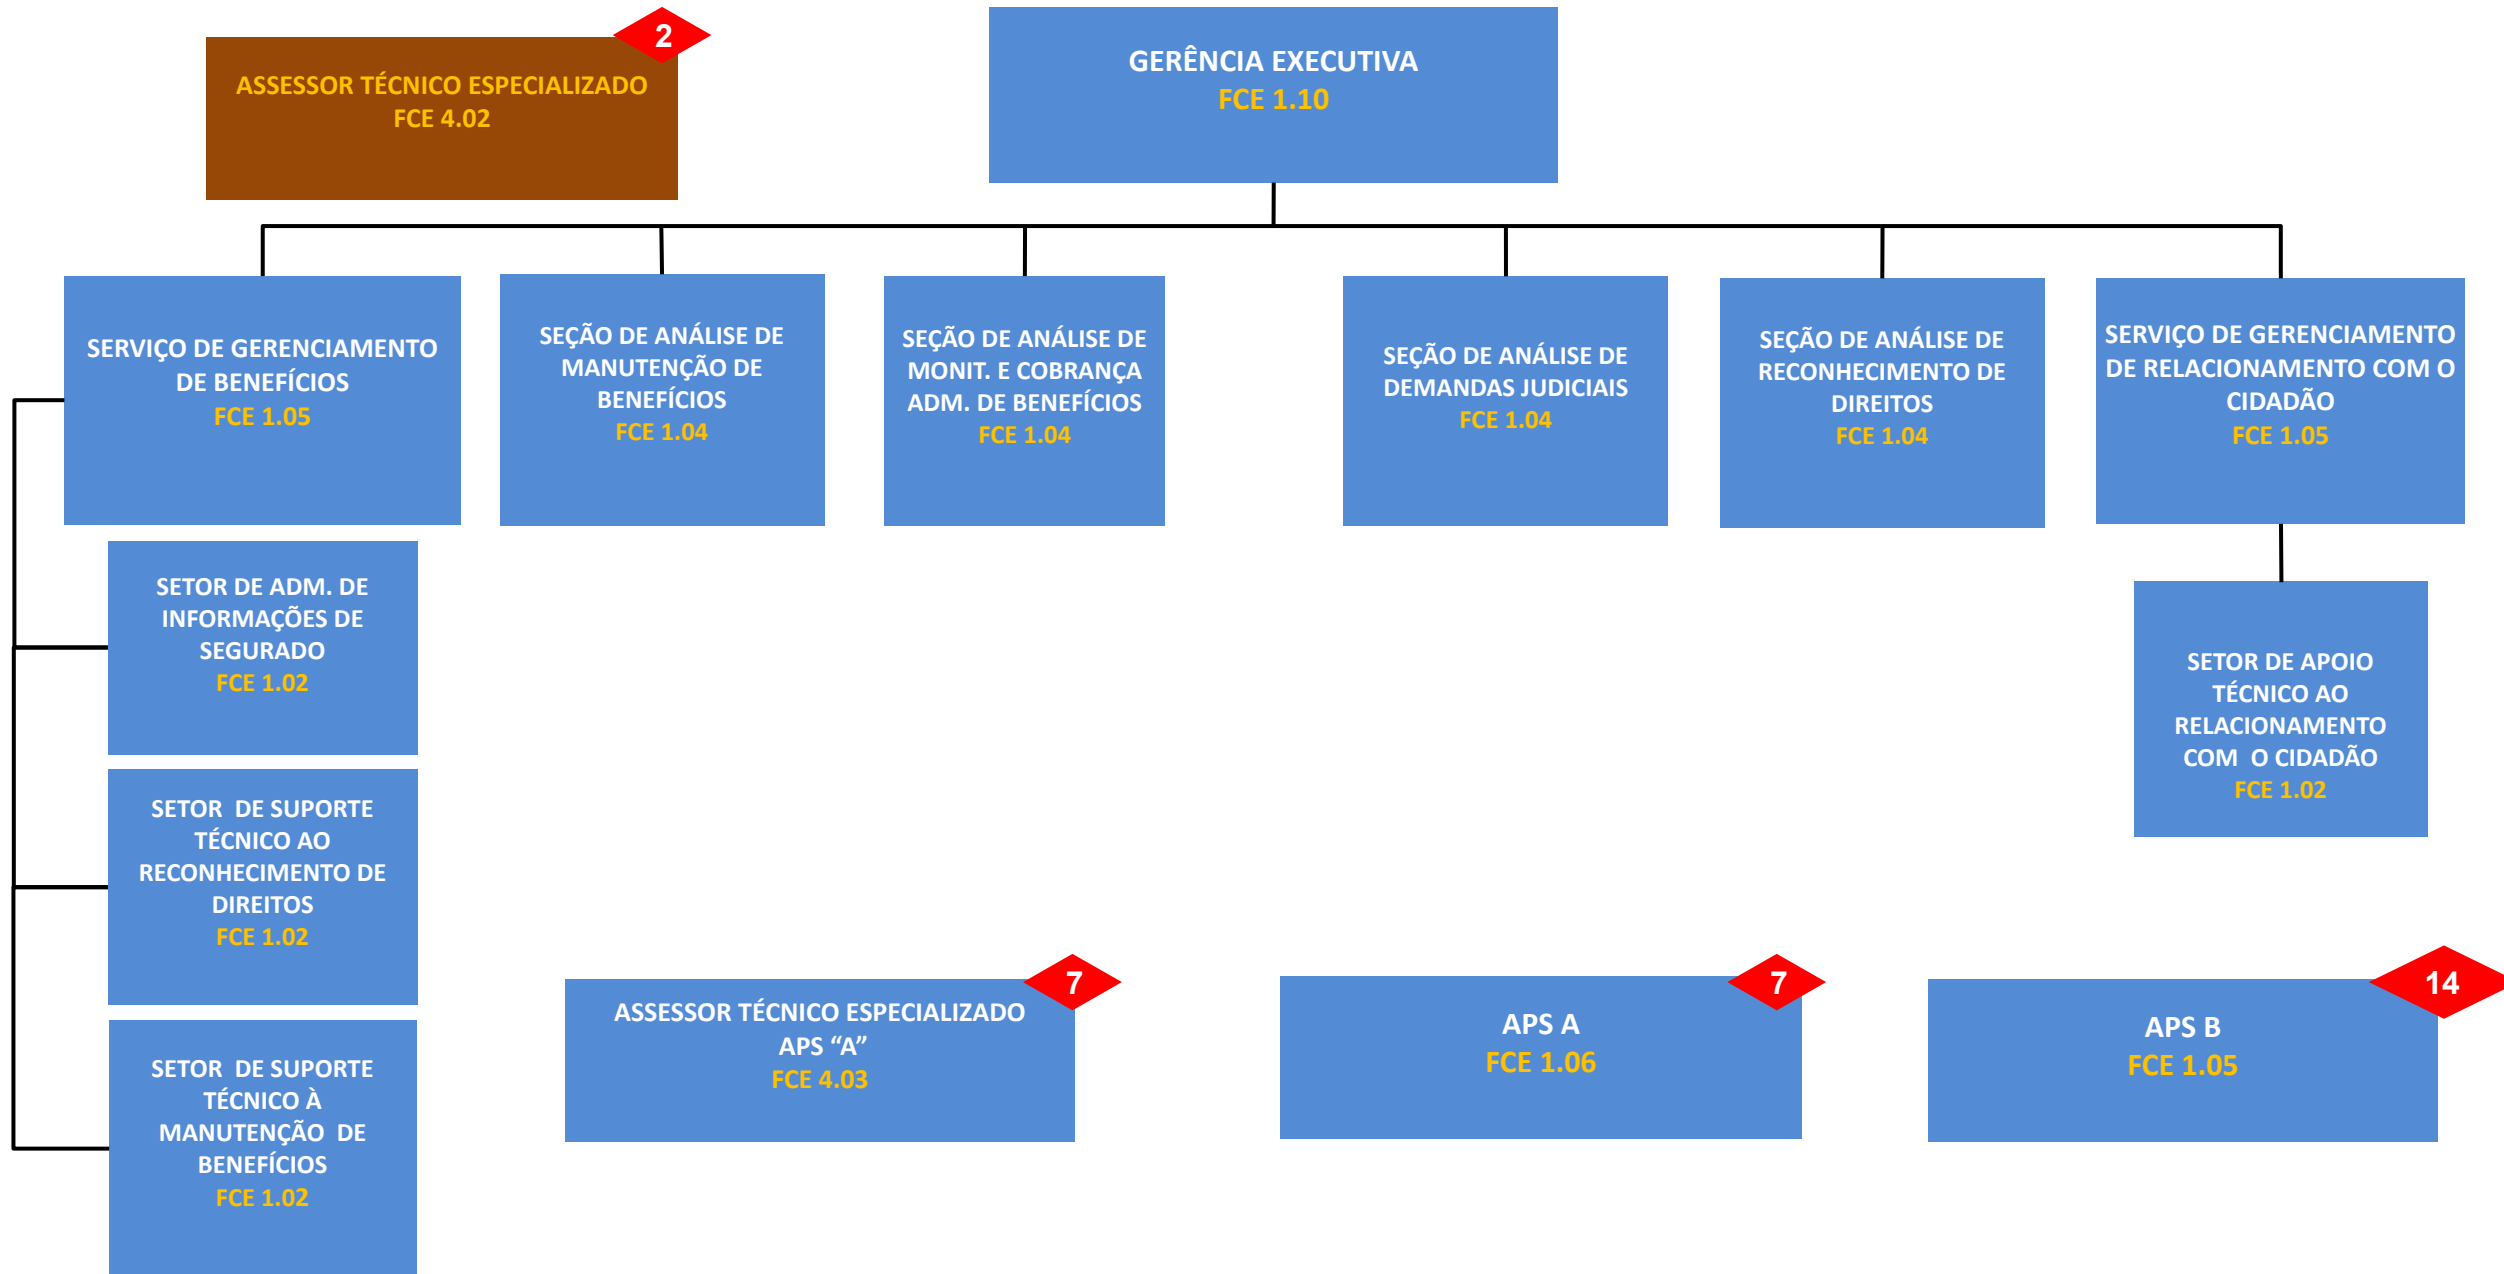 2
ASSESSOR TÉCNICO ESPECIALIZADO
FCE 4.02
GERÊNCIA EXECUTIVA
FCE 1.10
SERVIÇO DE GERENCIAMENTO
DE BENEFÍCIOS
FCE 1.05
SEÇÃO DE ANÁLISE DE
MANUTENÇÃO DE
BENEFÍCIOS
FCE 1.04
SEÇÃO DE ANÁLISE DE
MONIT. E COBRANÇA
ADM. DE BENEFÍCIOS
FCE 1.04
SEÇÃO DE ANÁLISE DE
DEMANDAS JUDICIAIS
FCE 1.04
SEÇÃO DE ANÁLISE DE
RECONHECIMENTO DE
DIREITOS
FCE 1.04
SERVIÇO DE GERENCIAMENTO
DE RELACIONAMENTO COM O
CIDADÃO
FCE 1.05
SETOR DE ADM. DE
INFORMAÇÕES DE
SEGURADO
FCE 1.02
SETOR DE APOIO
TÉCNICO AO
RELACIONAMENTO
COM O CIDADÃO
FCE 1.02
SETOR DE SUPORTE
TÉCNICO AO
RECONHECIMENTO DE
DIREITOS
FCE 1.02
SETOR DE SUPORTE
TÉCNICO À
MANUTENÇÃO DE
BENEFÍCIOS
FCE 1.02
7
ASSESSOR TÉCNICO ESPECIALIZADO
APS “A”
FCE 4.03
7
APS A
FCE 1.06
14
APS B
FCE 1.05